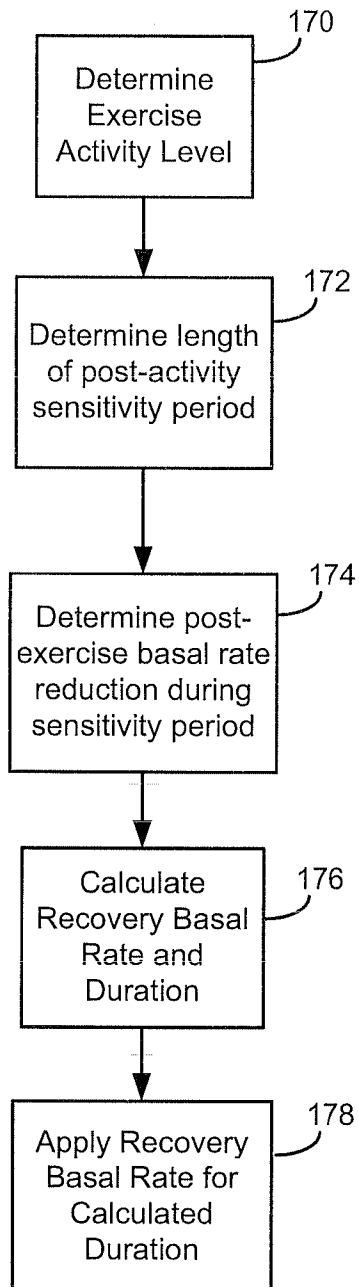 170
Determine
Exercise
Activity Level
172
Determine length
of post-activity
sensitivity period
174
Determine post-
exercise basal rate
reduction during
sensitivity period
176
Calculate
Recovery Basal
Rate and
Duration
178
Apply Recovery
Basal Rate for
Calculated
Duration